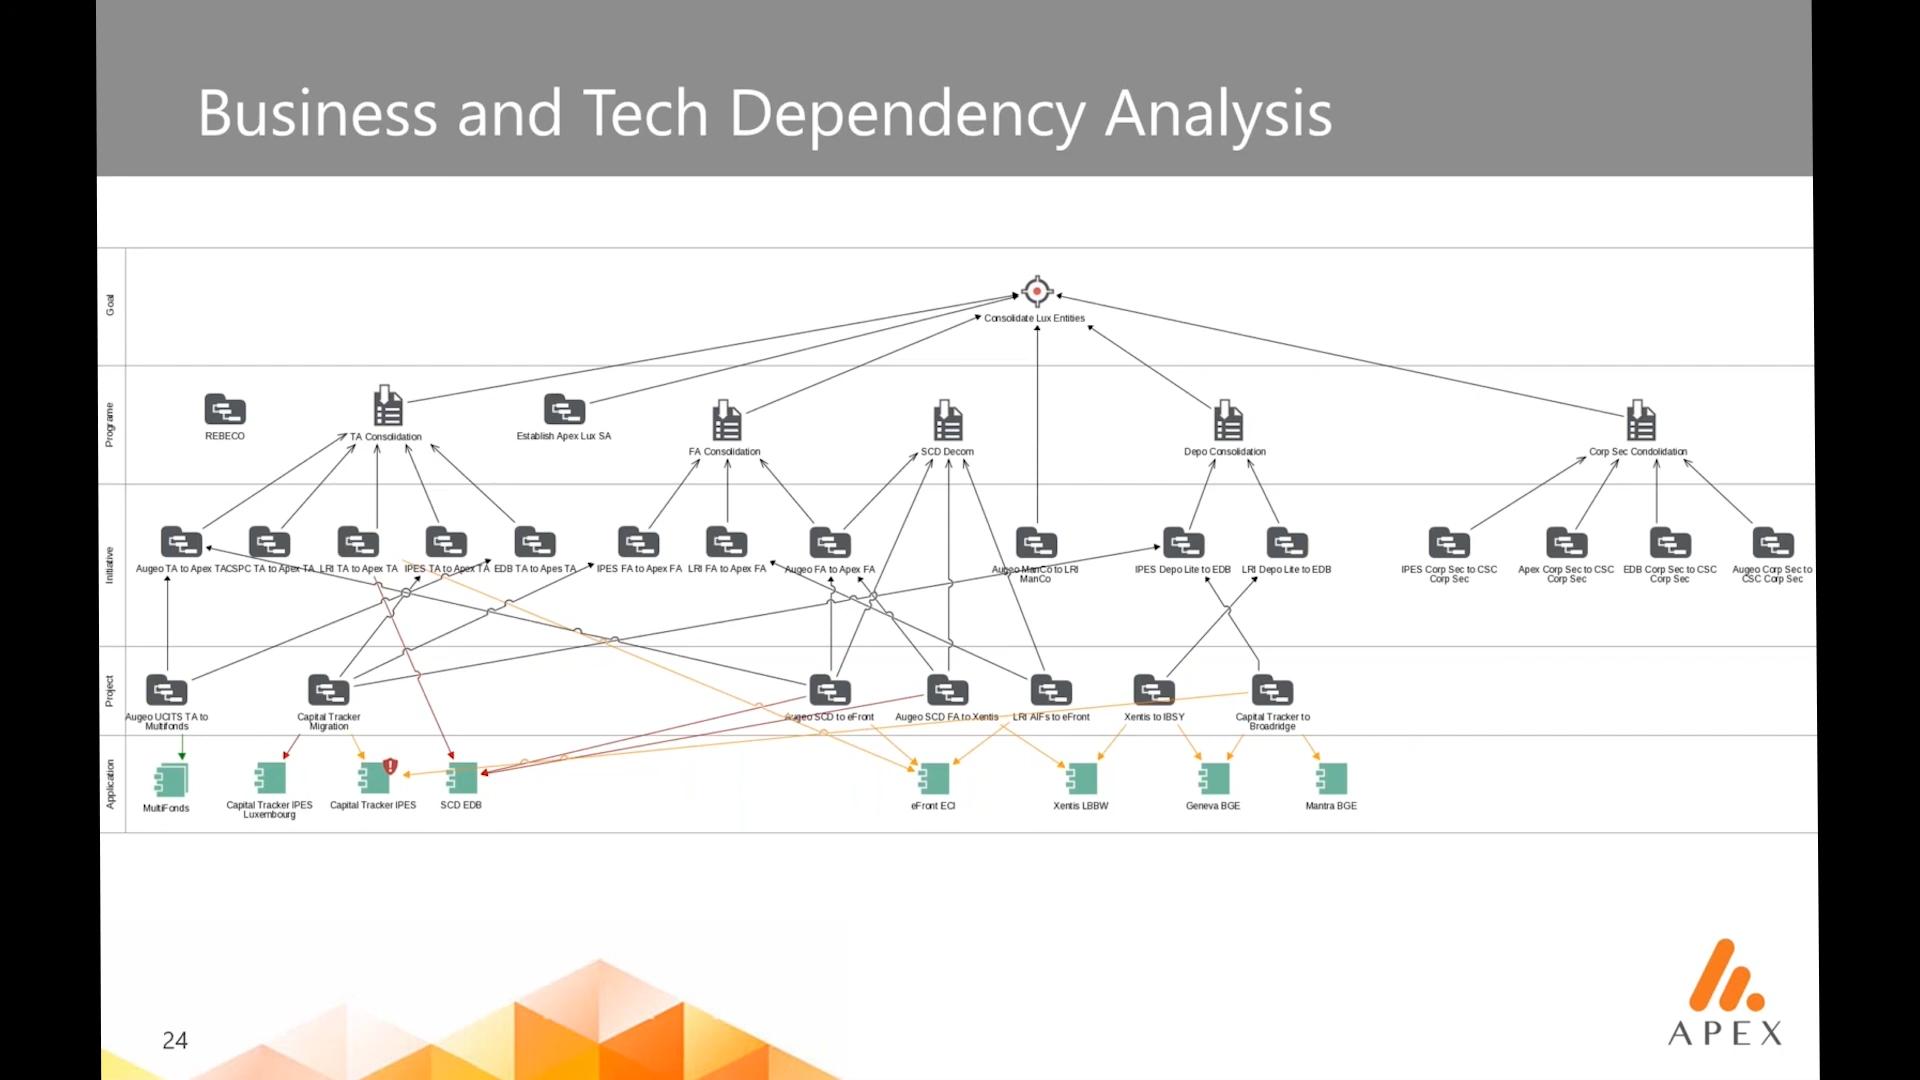 Business and Tech Dependency Analysis
Goal
Consolidate Lux Entities
Programe
REBECO
TA Consolidation
Establish Apex Lux SA
FA Consolidation
SCD Decom
Depo Consolidation
Corp Sec Condolidation
Initiative
Augeo TA to Apex TA
CSPC TA to Apex TA
LRI TA to Apex TA
IPES TA to Apex TA
EDB TA to Apes TA
IPES FA to Apex FA
LRI FA to Apex FA
Augeo FA to Apex FA
Augeo ManCo to LRI
ManCo
IPES Depo Lite to EDB
LRI Depo Lite to EDB
IPES Corp Sec to CSC
Corp Sec
Apex Corp Sec to CSC
Corp Sec
EDB Corp Sec to CSC
Corp Sec
Augeo Corp Sec to
CSC Corp Sec
Project
Augeo UCITS TA to
Multifonds
Capital Tracker
Migration
Augeo SCD to eFront
Augeo SCD FA to Xentis
LRI AIFs to eFront
Xentis to IBSY
Capital Tracker to
Broadridge
Application
MultiFonds
Capital Tracker IPES
Luxembourg
Capital Tracker IPES
SCD EDB
eFront ECI
Xentis LBBW
Geneva BGE
Mantra BGE
24
APEX